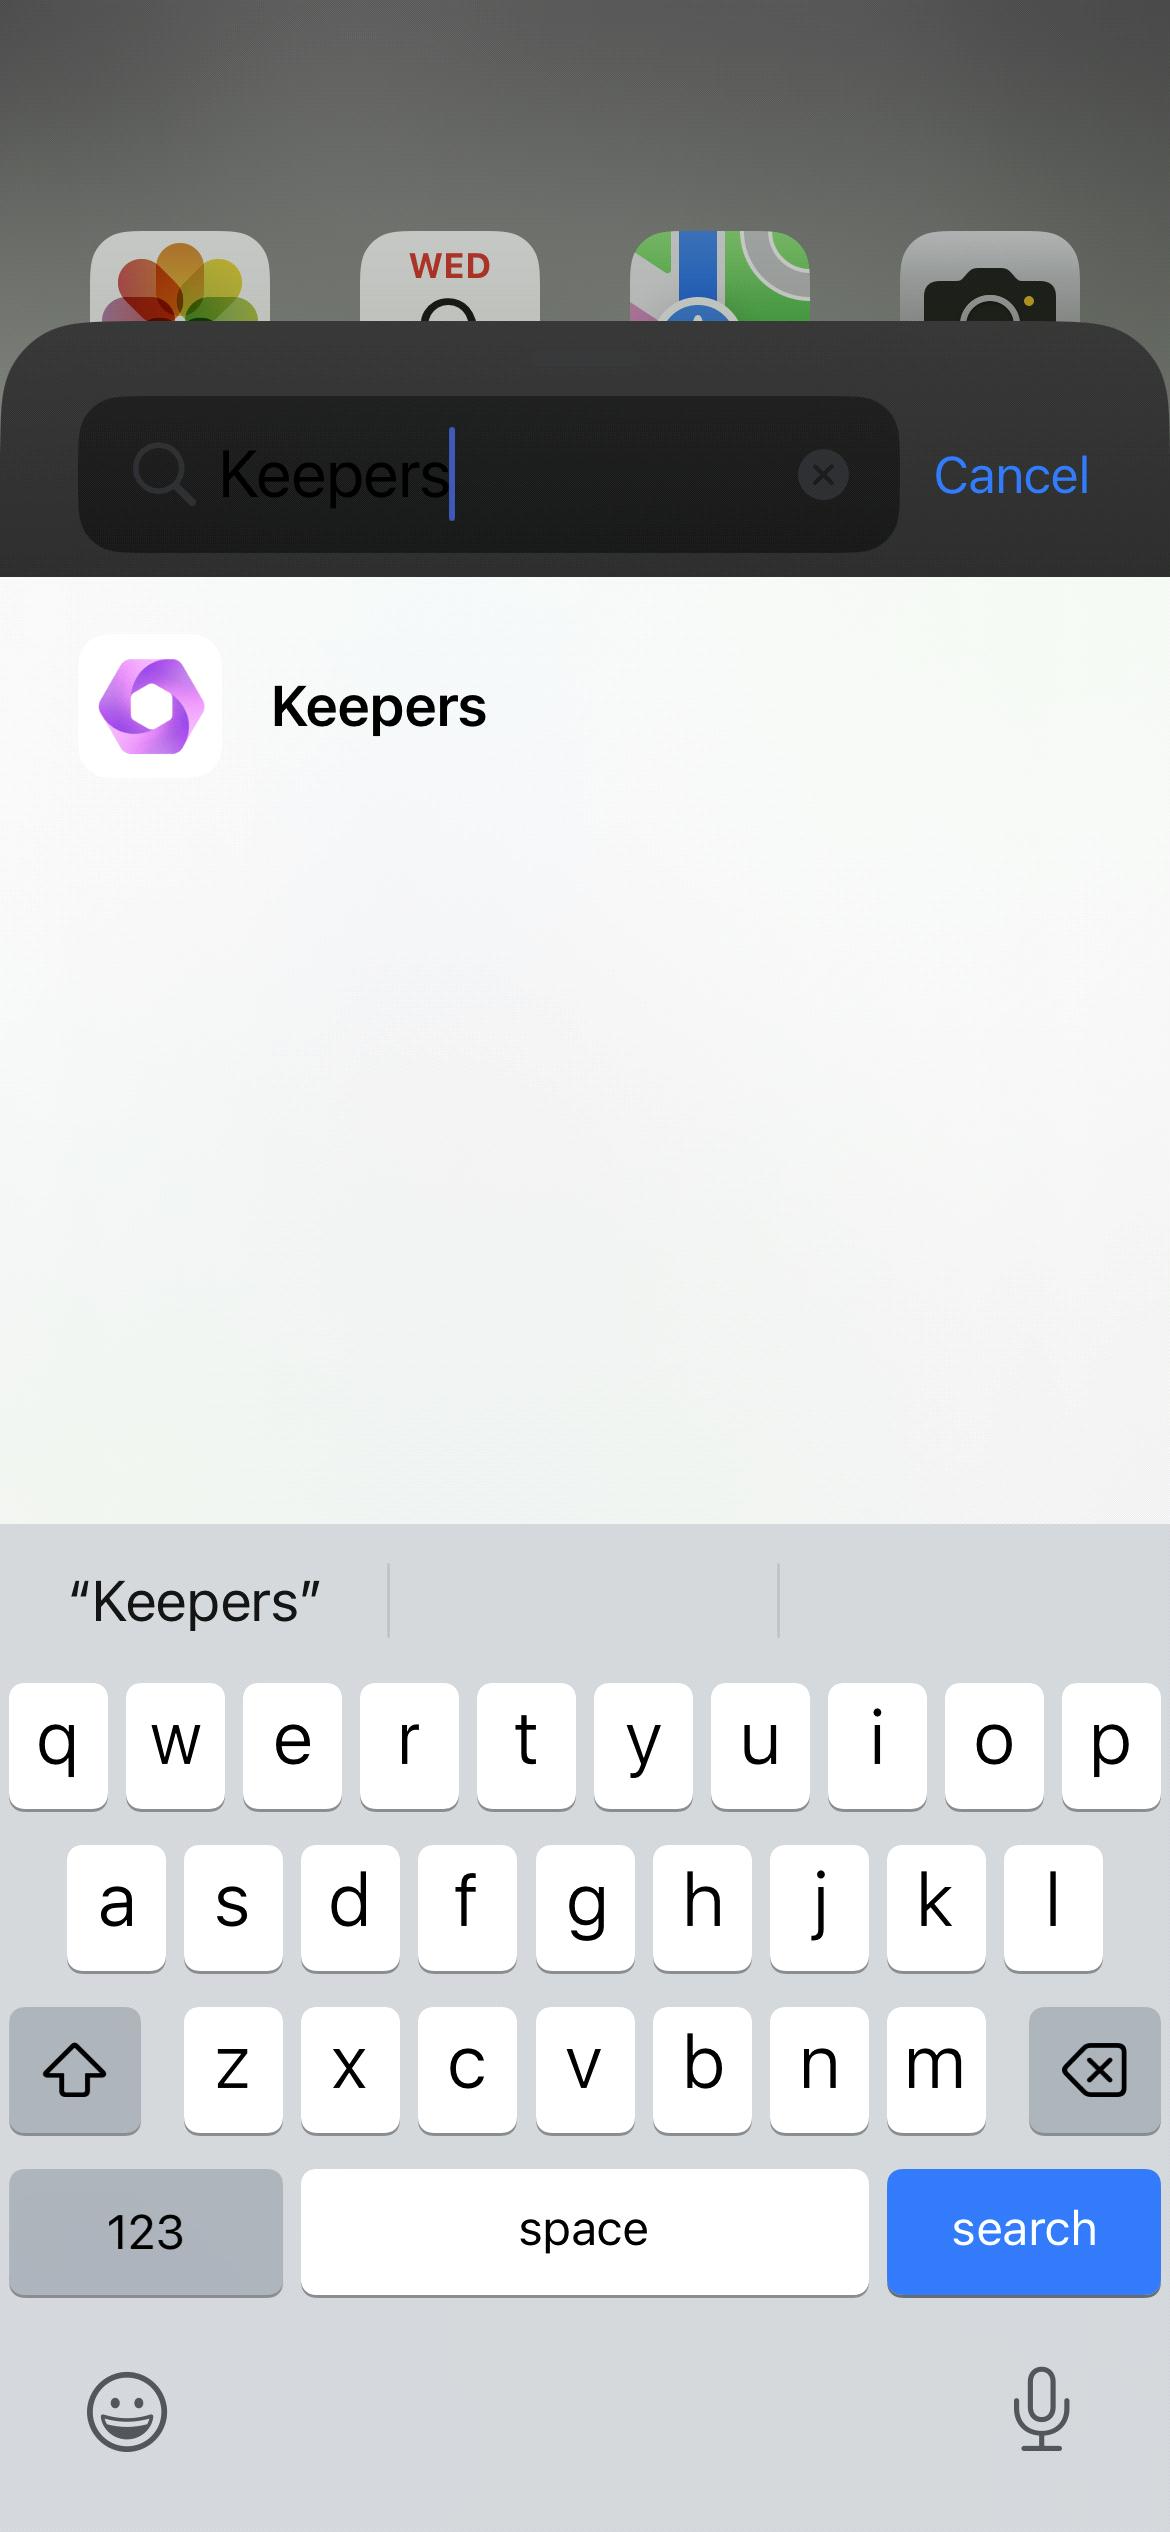 WED
Keepers
Cancel
Keepers
“Keepers”
q w e r t y u i o p
a s d f g h j k l
z x c v b n m
123 space search